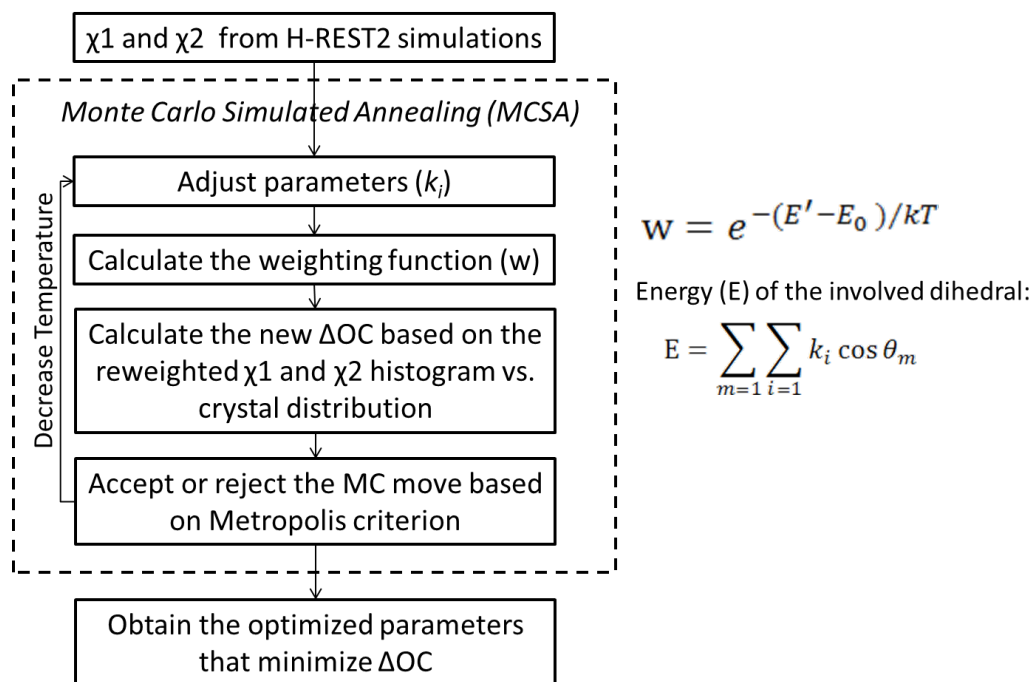 χ1 and χ2 from H-REST2 simulations
Monte Carlo Simulated Annealing (MCSA)
Adjust parameters (kᵢ)
Calculate the weighting function (w)
Calculate the new ΔOC based on the
reweighted χ1 and χ2 histogram vs.
crystal distribution
Accept or reject the MC move based
on Metropolis criterion
Decrease Temperature
Obtain the optimized parameters
that minimize ΔOC
w = e^{-(E′-E₀)/kT}
Energy (E) of the involved dihedral:
E = ∑_{m=1} ∑_{i=1} kᵢ cos θₘ